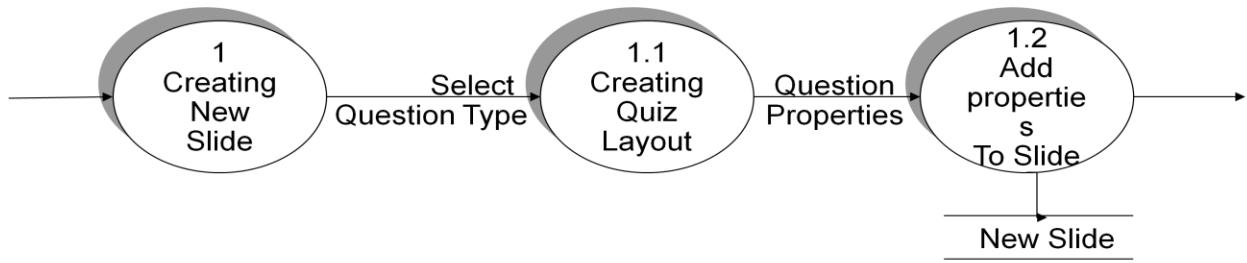 1
Creating
New
Slide
Select
Question Type
1.1
Creating
Quiz
Layout
Question
Properties
1.2
Add
propertie
s
To Slide
New Slide